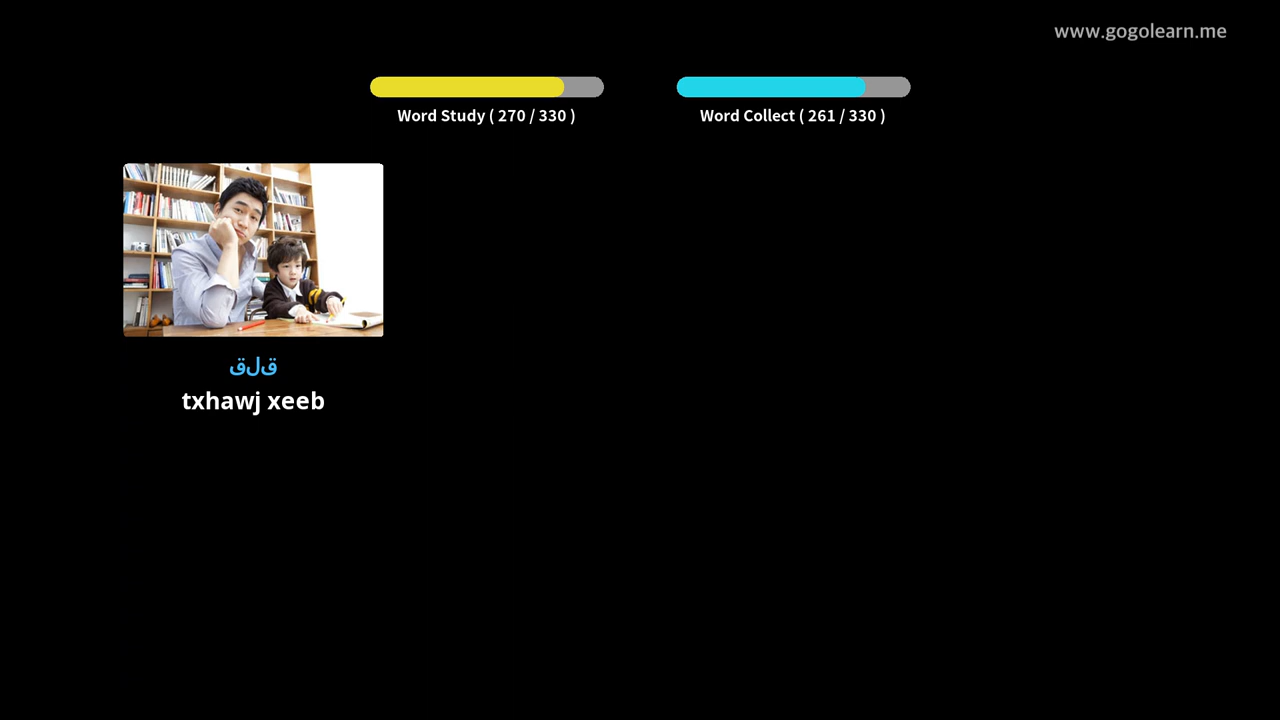 www.gogolearn.me
Word Study ( 270 / 330 )
Word Collect ( 261 / 330 )
قلق
txhawj xeeb